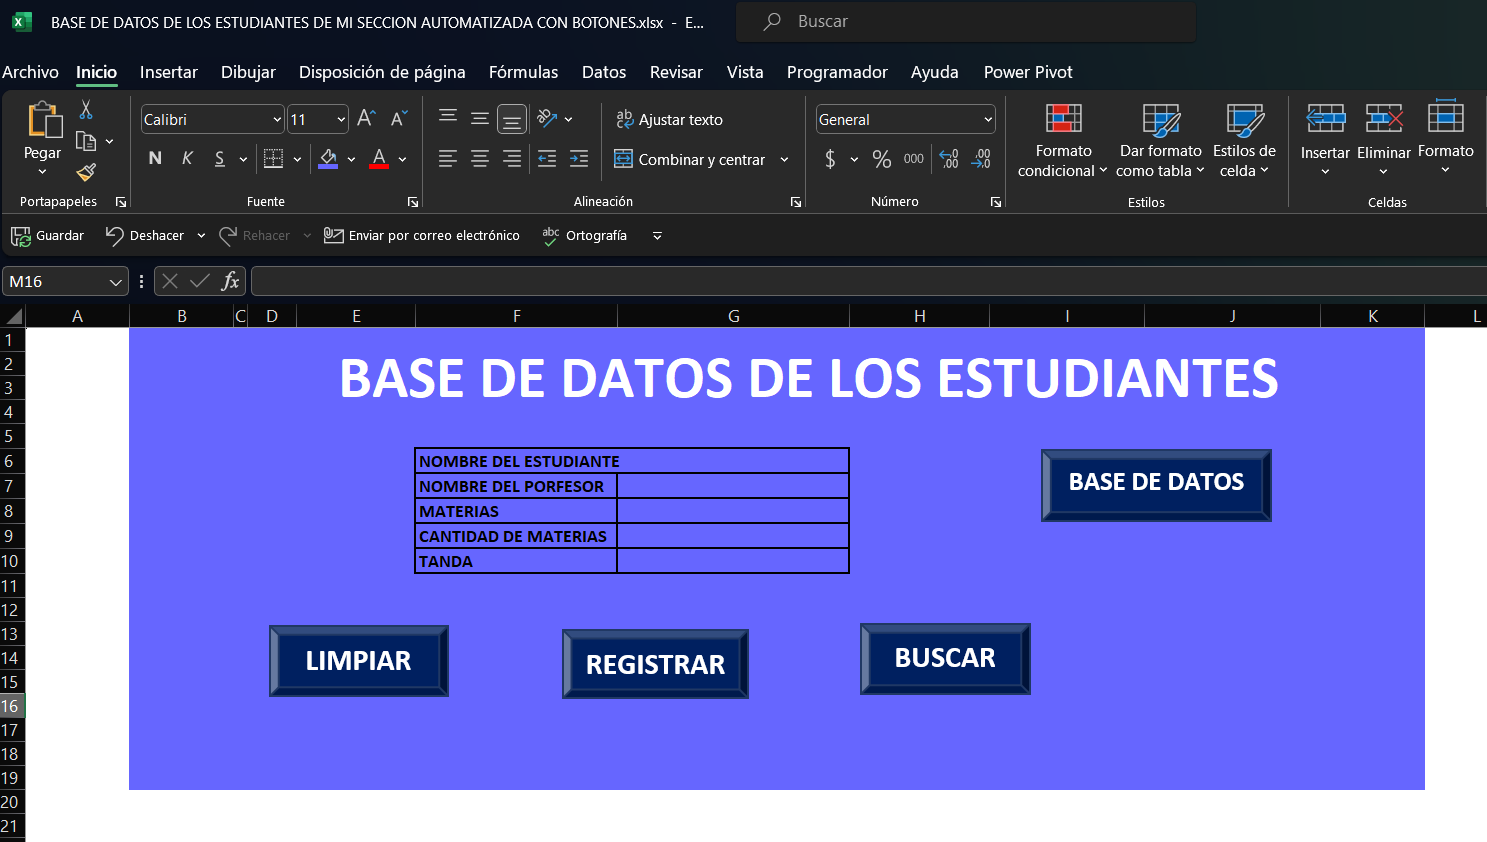 BASE DE DATOS DE LOS ESTUDIANTES DE MI SECCION AUTOMATIZADA CON BOTONES.xlsx - E...
Buscar
Archivo Inicio Insertar Dibujar Disposición de página Fórmulas Datos Revisar Vista Programador Ayuda Power Pivot
Pegar
Portapapeles
Calibri 11
N K S
Fuente
Ajustar texto
Combinar y centrar
Alineación
General
$ % 000
Número
Formato condicional
Dar formato como tabla
Estilos de celda
Estilos
Insertar Eliminar Formato
Celdas
Guardar Deshacer Rehacer Enviar por correo electrónico Ortografía
M16 fx
A B C D E F G H I J K L
1
2
3
4
5
6
7
8
9
10
11
12
13
14
15
16
17
18
19
20
21
BASE DE DATOS DE LOS ESTUDIANTES
NOMBRE DEL ESTUDIANTE
NOMBRE DEL PORFESOR
MATERIAS
CANTIDAD DE MATERIAS
TANDA
BASE DE DATOS
LIMPIAR
REGISTRAR
BUSCAR